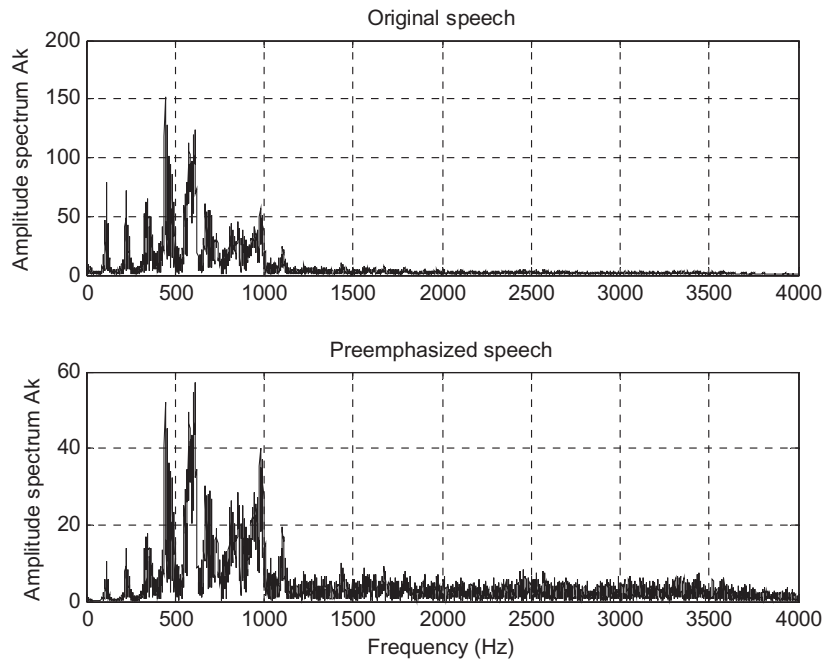 Original speech
Amplitude spectrum Ak
200
150
100
50
0
0 500 1000 1500 2000 2500 3000 3500 4000
Preemphasized speech
Amplitude spectrum Ak
60
40
20
0
0 500 1000 1500 2000 2500 3000 3500 4000
Frequency (Hz)